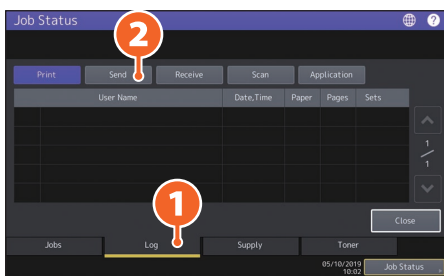 Job Status
2
Print Send Receive Scan Application
User Name Date,Time Paper Pages Sets
1
1
1
Close
Jobs Log Supply Toner
05/10/2019
10:02
Job Status